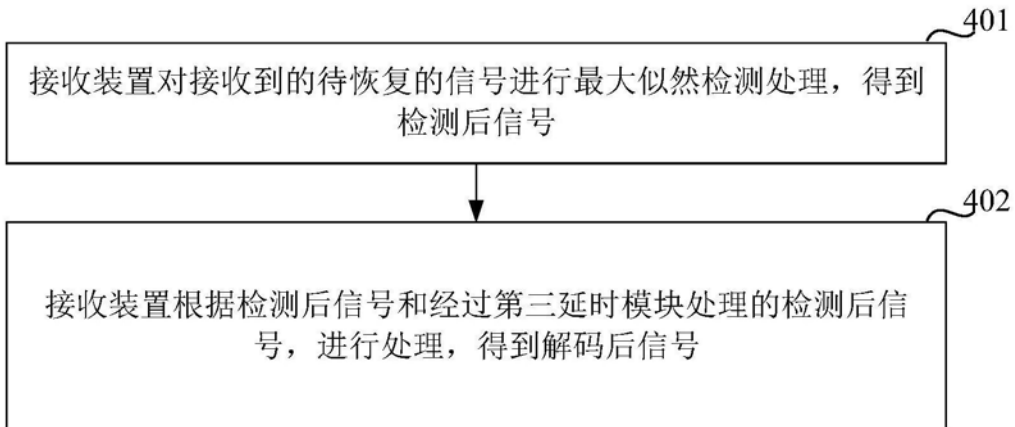 401
接收装置对接收到的待恢复的信号进行最大似然检测处理，得到
检测后信号
402
接收装置根据检测后信号和经过第三延时模块处理的检测后信
号，进行处理，得到解码后信号